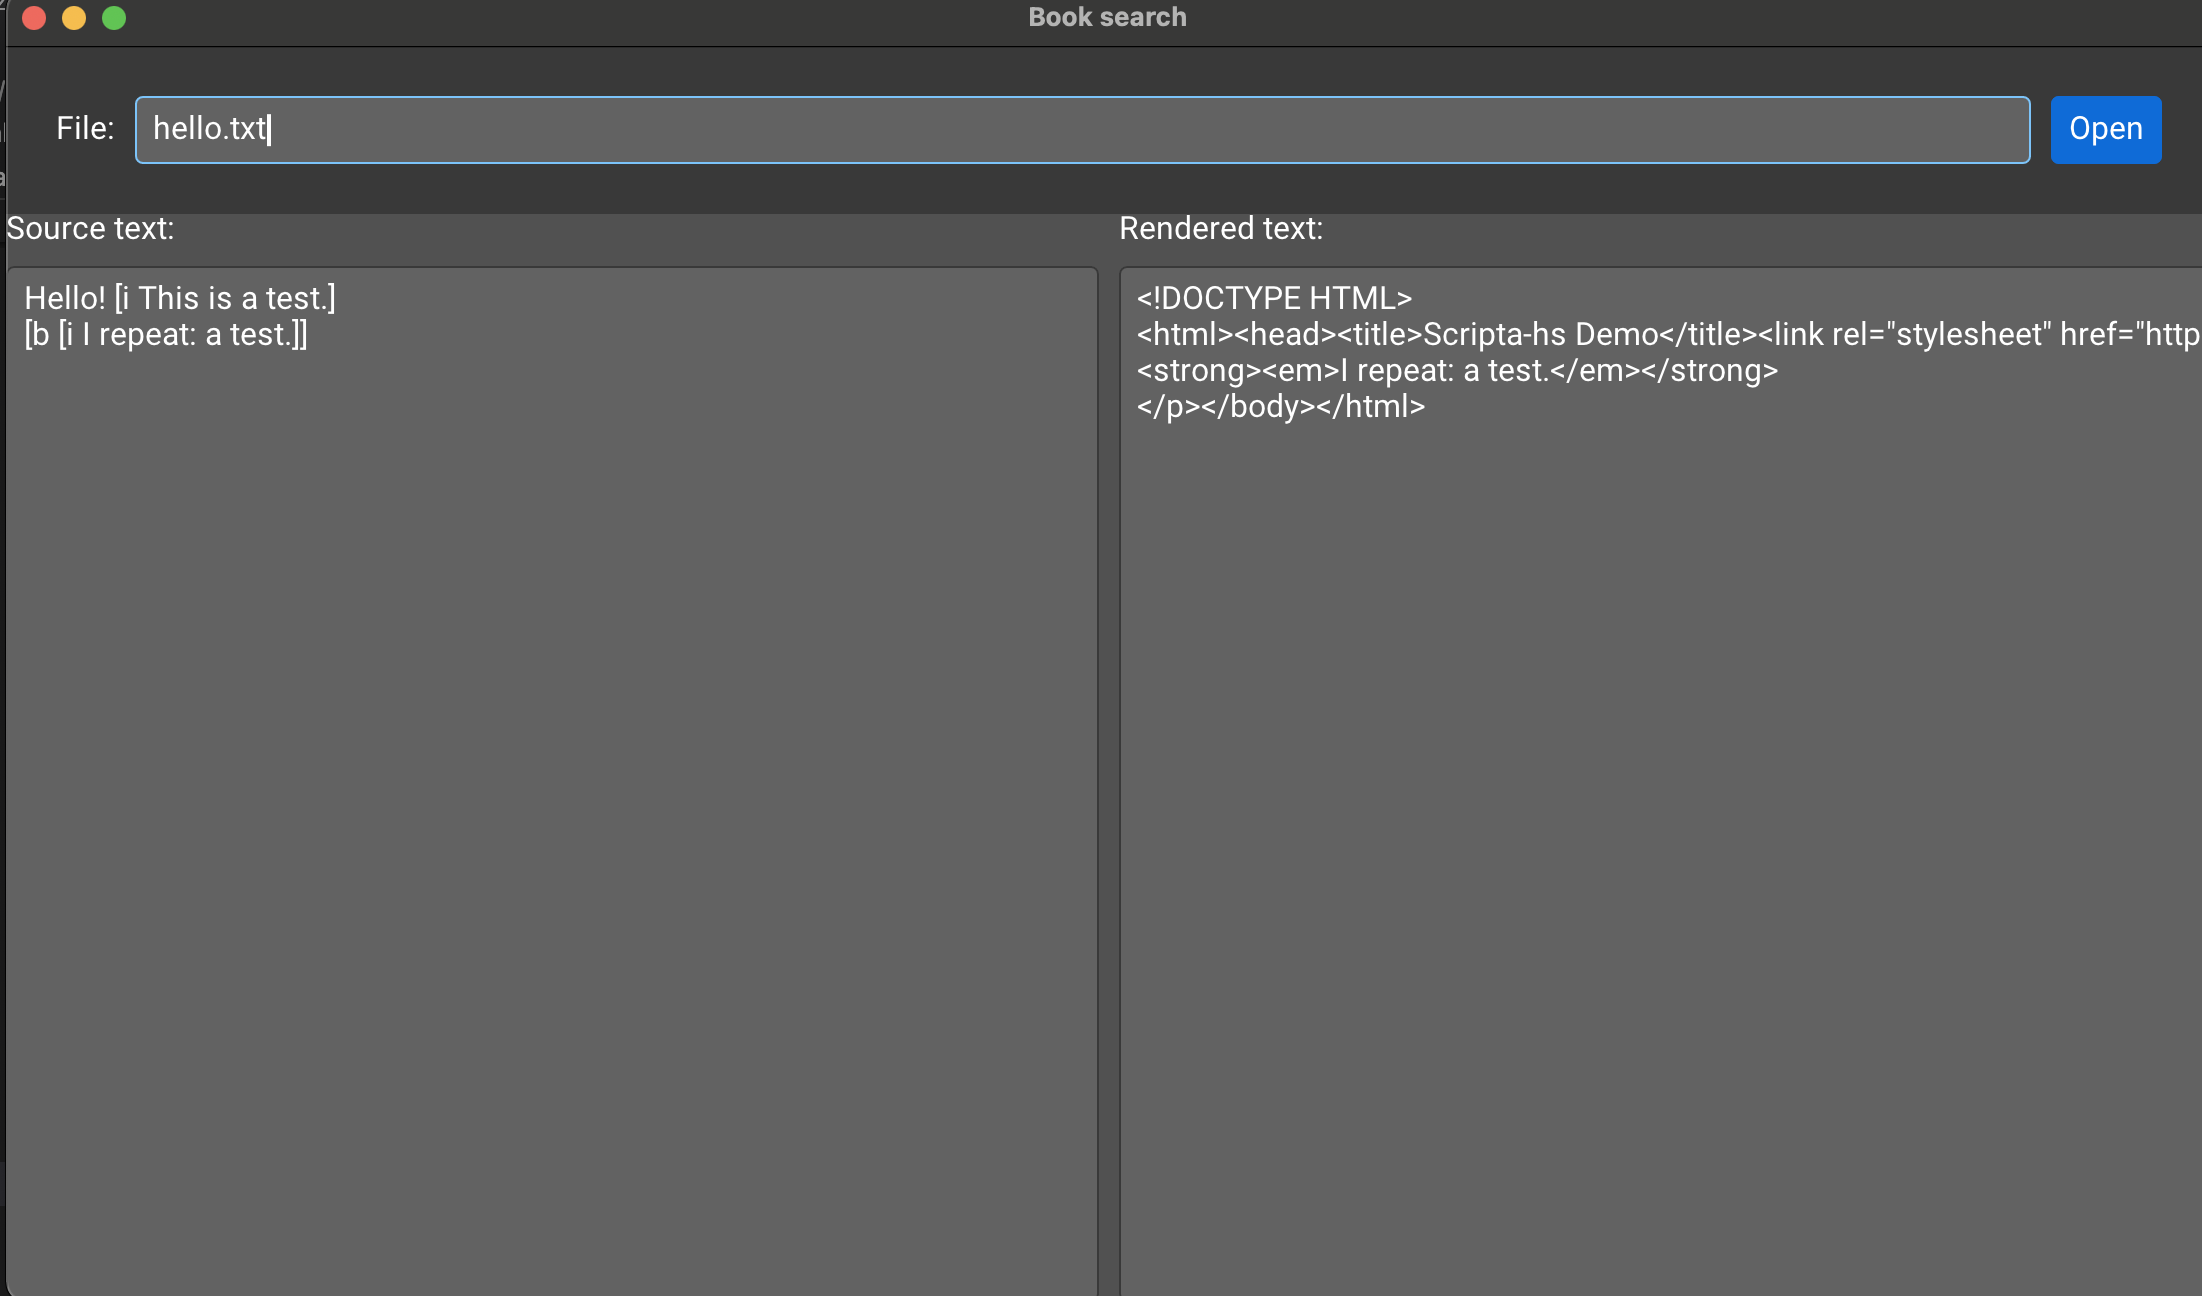 Book search
File:
hello.txt
Open
Source text:
Hello! [i This is a test.]
[b [i I repeat: a test.]]
Rendered text:
<!DOCTYPE HTML>
<html><head><title>Scripta-hs Demo</title><link rel="stylesheet" href="http
<strong><em>I repeat: a test.</em></strong>
</p></body></html>